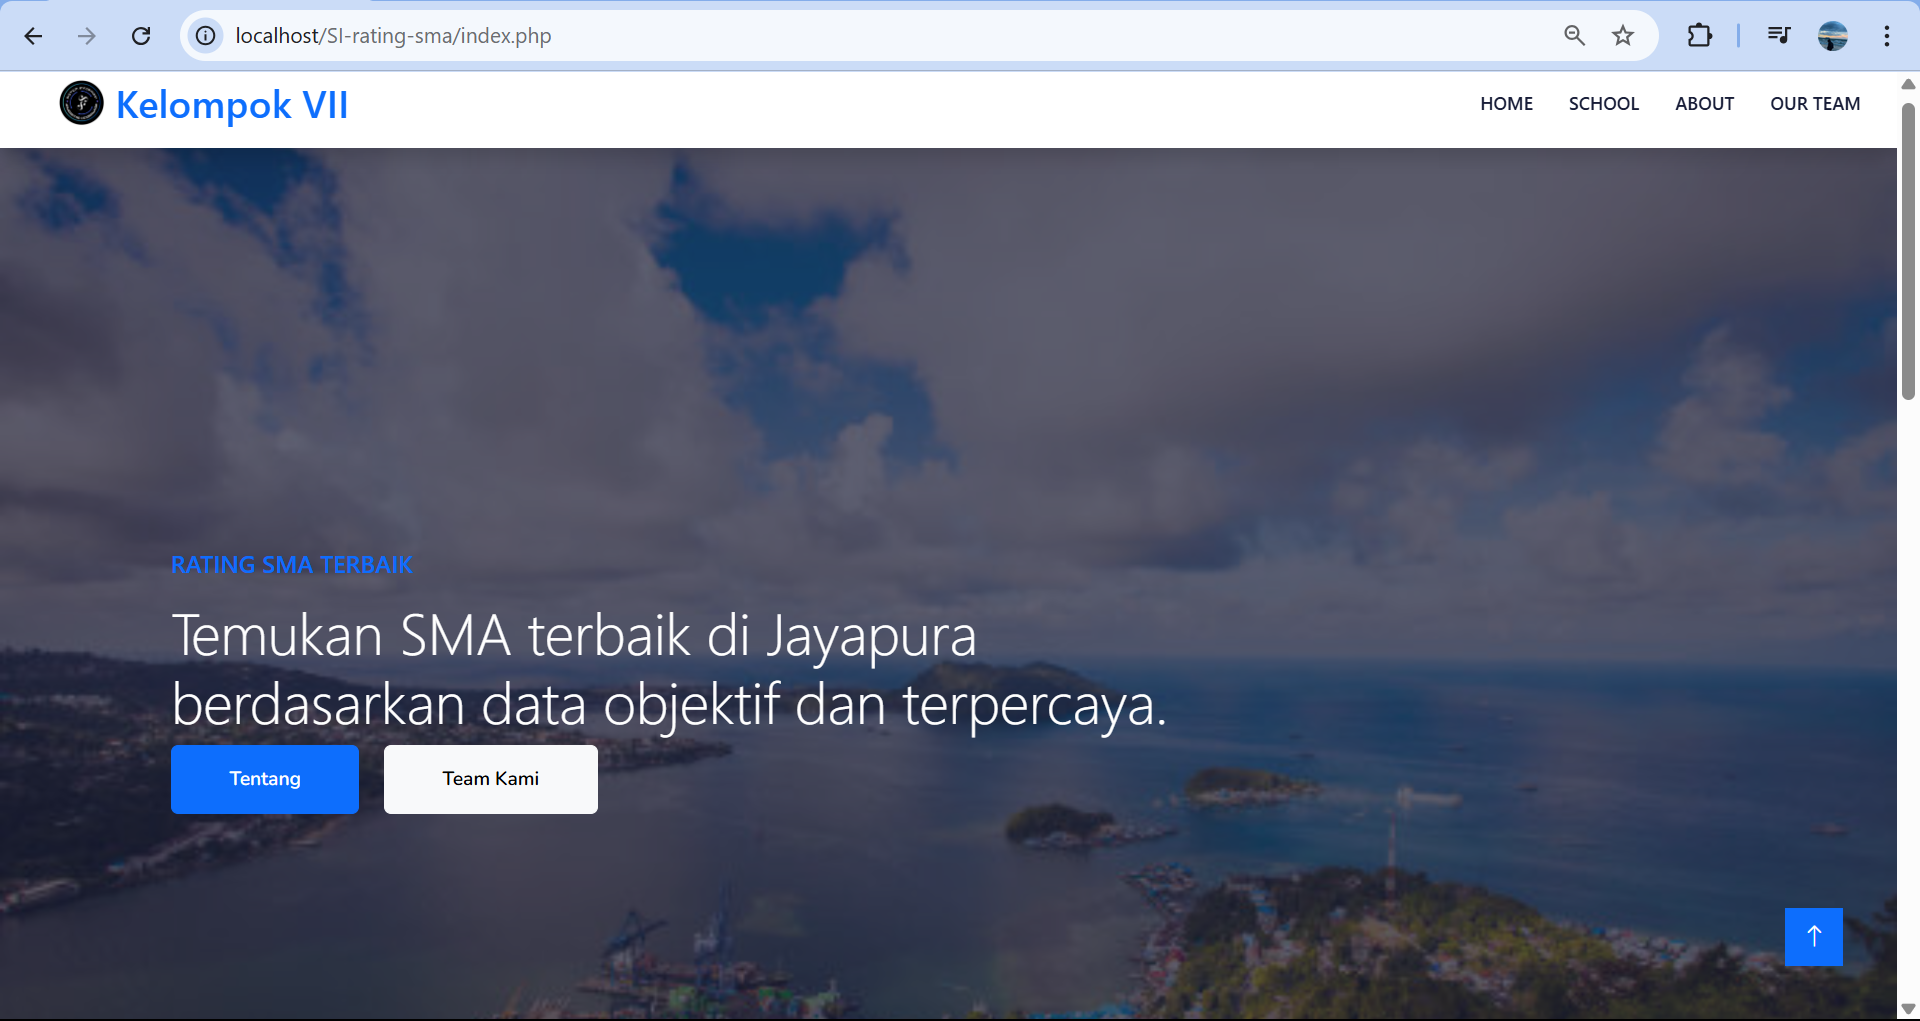 localhost/SI-rating-sma/index.php
Kelompok VII
HOME
SCHOOL
ABOUT
OUR TEAM
RATING SMA TERBAIK
Temukan SMA terbaik di Jayapura
berdasarkan data objektif dan terpercaya.
Tentang
Team Kami